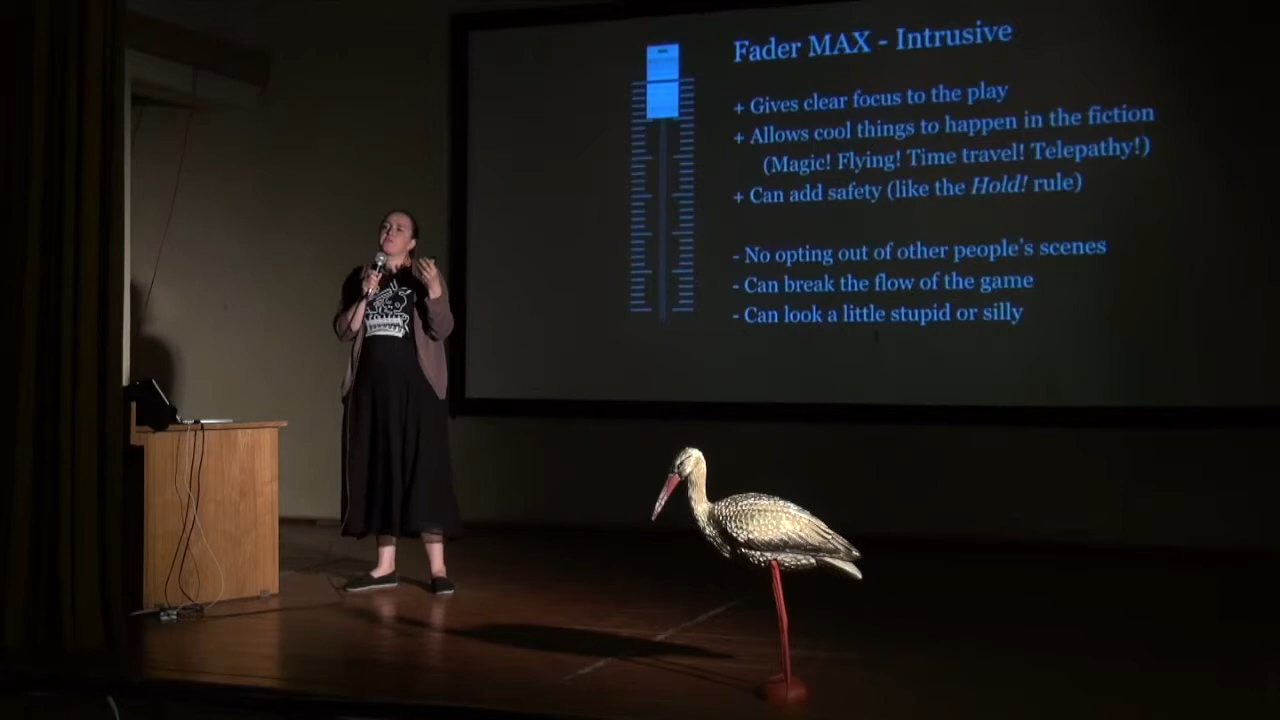 Fader MAX - Intrusive
+ Gives clear focus to the play
+ Allows cool things to happen in the fiction
(Magic! Flying! Time travel! Telepathy!)
+ Can add safety (like the Hold! rule)
- No opting out of other people's scenes
- Can break the flow of the game
- Can look a little stupid or silly